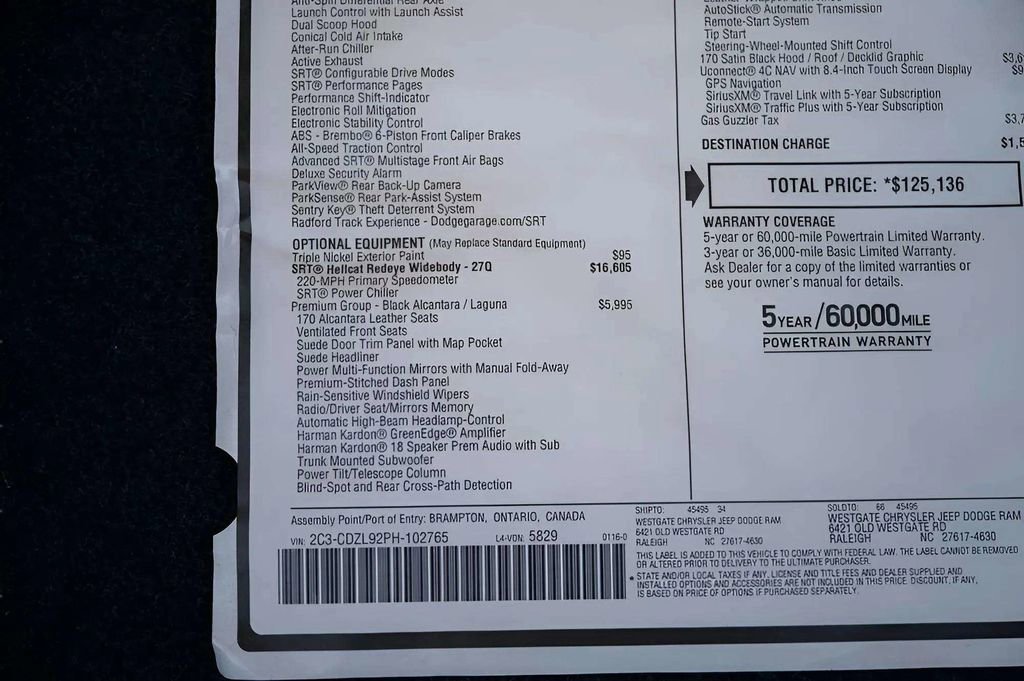 Anti-Spin Differential Rear Axle
Launch Control with Launch Assist
Dual Scoop Hood
Conical Cold Air Intake
After-Run Chiller
Active Exhaust
SRT® Configurable Drive Modes
SRT® Performance Pages
Performance Shift-Indicator
Electronic Roll Mitigation
Electronic Stability Control
ABS - Brembo® 6-Piston Front Caliper Brakes
All-Speed Traction Control
Advanced SRT® Multistage Front Air Bags
Deluxe Security Alarm
ParkView® Rear Back-Up Camera
ParkSense® Rear Park-Assist System
Sentry Key® Theft Deterrent System
Radford Track Experience - Dodgegarage.com/SRT
OPTIONAL EQUIPMENT (May Replace Standard Equipment)
Triple Nickel Exterior Paint $95
SRT® Hellcat Redeye Widebody - 27Q $16,605
220-MPH Primary Speedometer
SRT® Power Chiller
Premium Group - Black Alcantara / Laguna $5,995
170 Alcantara Leather Seats
Ventilated Front Seats
Suede Door Trim Panel with Map Pocket
Suede Headliner
Power Multi-Function Mirrors with Manual Fold-Away
Premium-Stitched Dash Panel
Rain-Sensitive Windshield Wipers
Radio/Driver Seat/Mirrors Memory
Automatic High-Beam Headlamp-Control
Harman Kardon® GreenEdge® Amplifier
Harman Kardon® 18 Speaker Prem Audio with Sub
Trunk Mounted Subwoofer
Power Tilt/Telescope Column
Blind-Spot and Rear Cross-Path Detection
AutoStick® Automatic Transmission
Remote-Start System
Tip Start
Steering-Wheel-Mounted Shift Control
170 Satin Black Hood / Roof / Decklid Graphic $3,6
Uconnect® 4C NAV with 8.4-Inch Touch Screen Display $9
GPS Navigation
SiriusXM® Travel Link with 5-Year Subscription
SiriusXM® Traffic Plus with 5-Year Subscription
Gas Guzzler Tax $3,7
DESTINATION CHARGE $1,5
TOTAL PRICE: *$125,136
WARRANTY COVERAGE
5-year or 60,000-mile Powertrain Limited Warranty.
3-year or 36,000-mile Basic Limited Warranty.
Ask Dealer for a copy of the limited warranties or
see your owner's manual for details.
5 YEAR/60,000 MILE
POWERTRAIN WARRANTY
Assembly Point/Port of Entry: BRAMPTON, ONTARIO, CANADA
VIN: 2C3-CDZL92PH-102765 L4-VDN: 5829 0116-0
SHIPTO: 45495 34
WESTGATE CHRYSLER JEEP DODGE RAM
6421 OLD WESTGATE RD
RALEIGH NC 27617-4630
SOLDTO: 66 45495
WESTGATE CHRYSLER JEEP DODGE RAM
6421 OLD WESTGATE RD
RALEIGH NC 27617-4630
THIS LABEL IS ADDED TO THIS VEHICLE TO COMPLY WITH FEDERAL LAW. THE LABEL CANNOT BE REMOVED
OR ALTERED PRIOR TO DELIVERY TO THE ULTIMATE PURCHASER.
* STATE AND/OR LOCAL TAXES IF ANY, LICENSE AND TITLE FEES AND DEALER SUPPLIED AND
INSTALLED OPTIONS AND ACCESSORIES ARE NOT INCLUDED IN THIS PRICE. DISCOUNT, IF ANY,
IS BASED ON PRICE OF OPTIONS IF PURCHASED SEPARATELY.